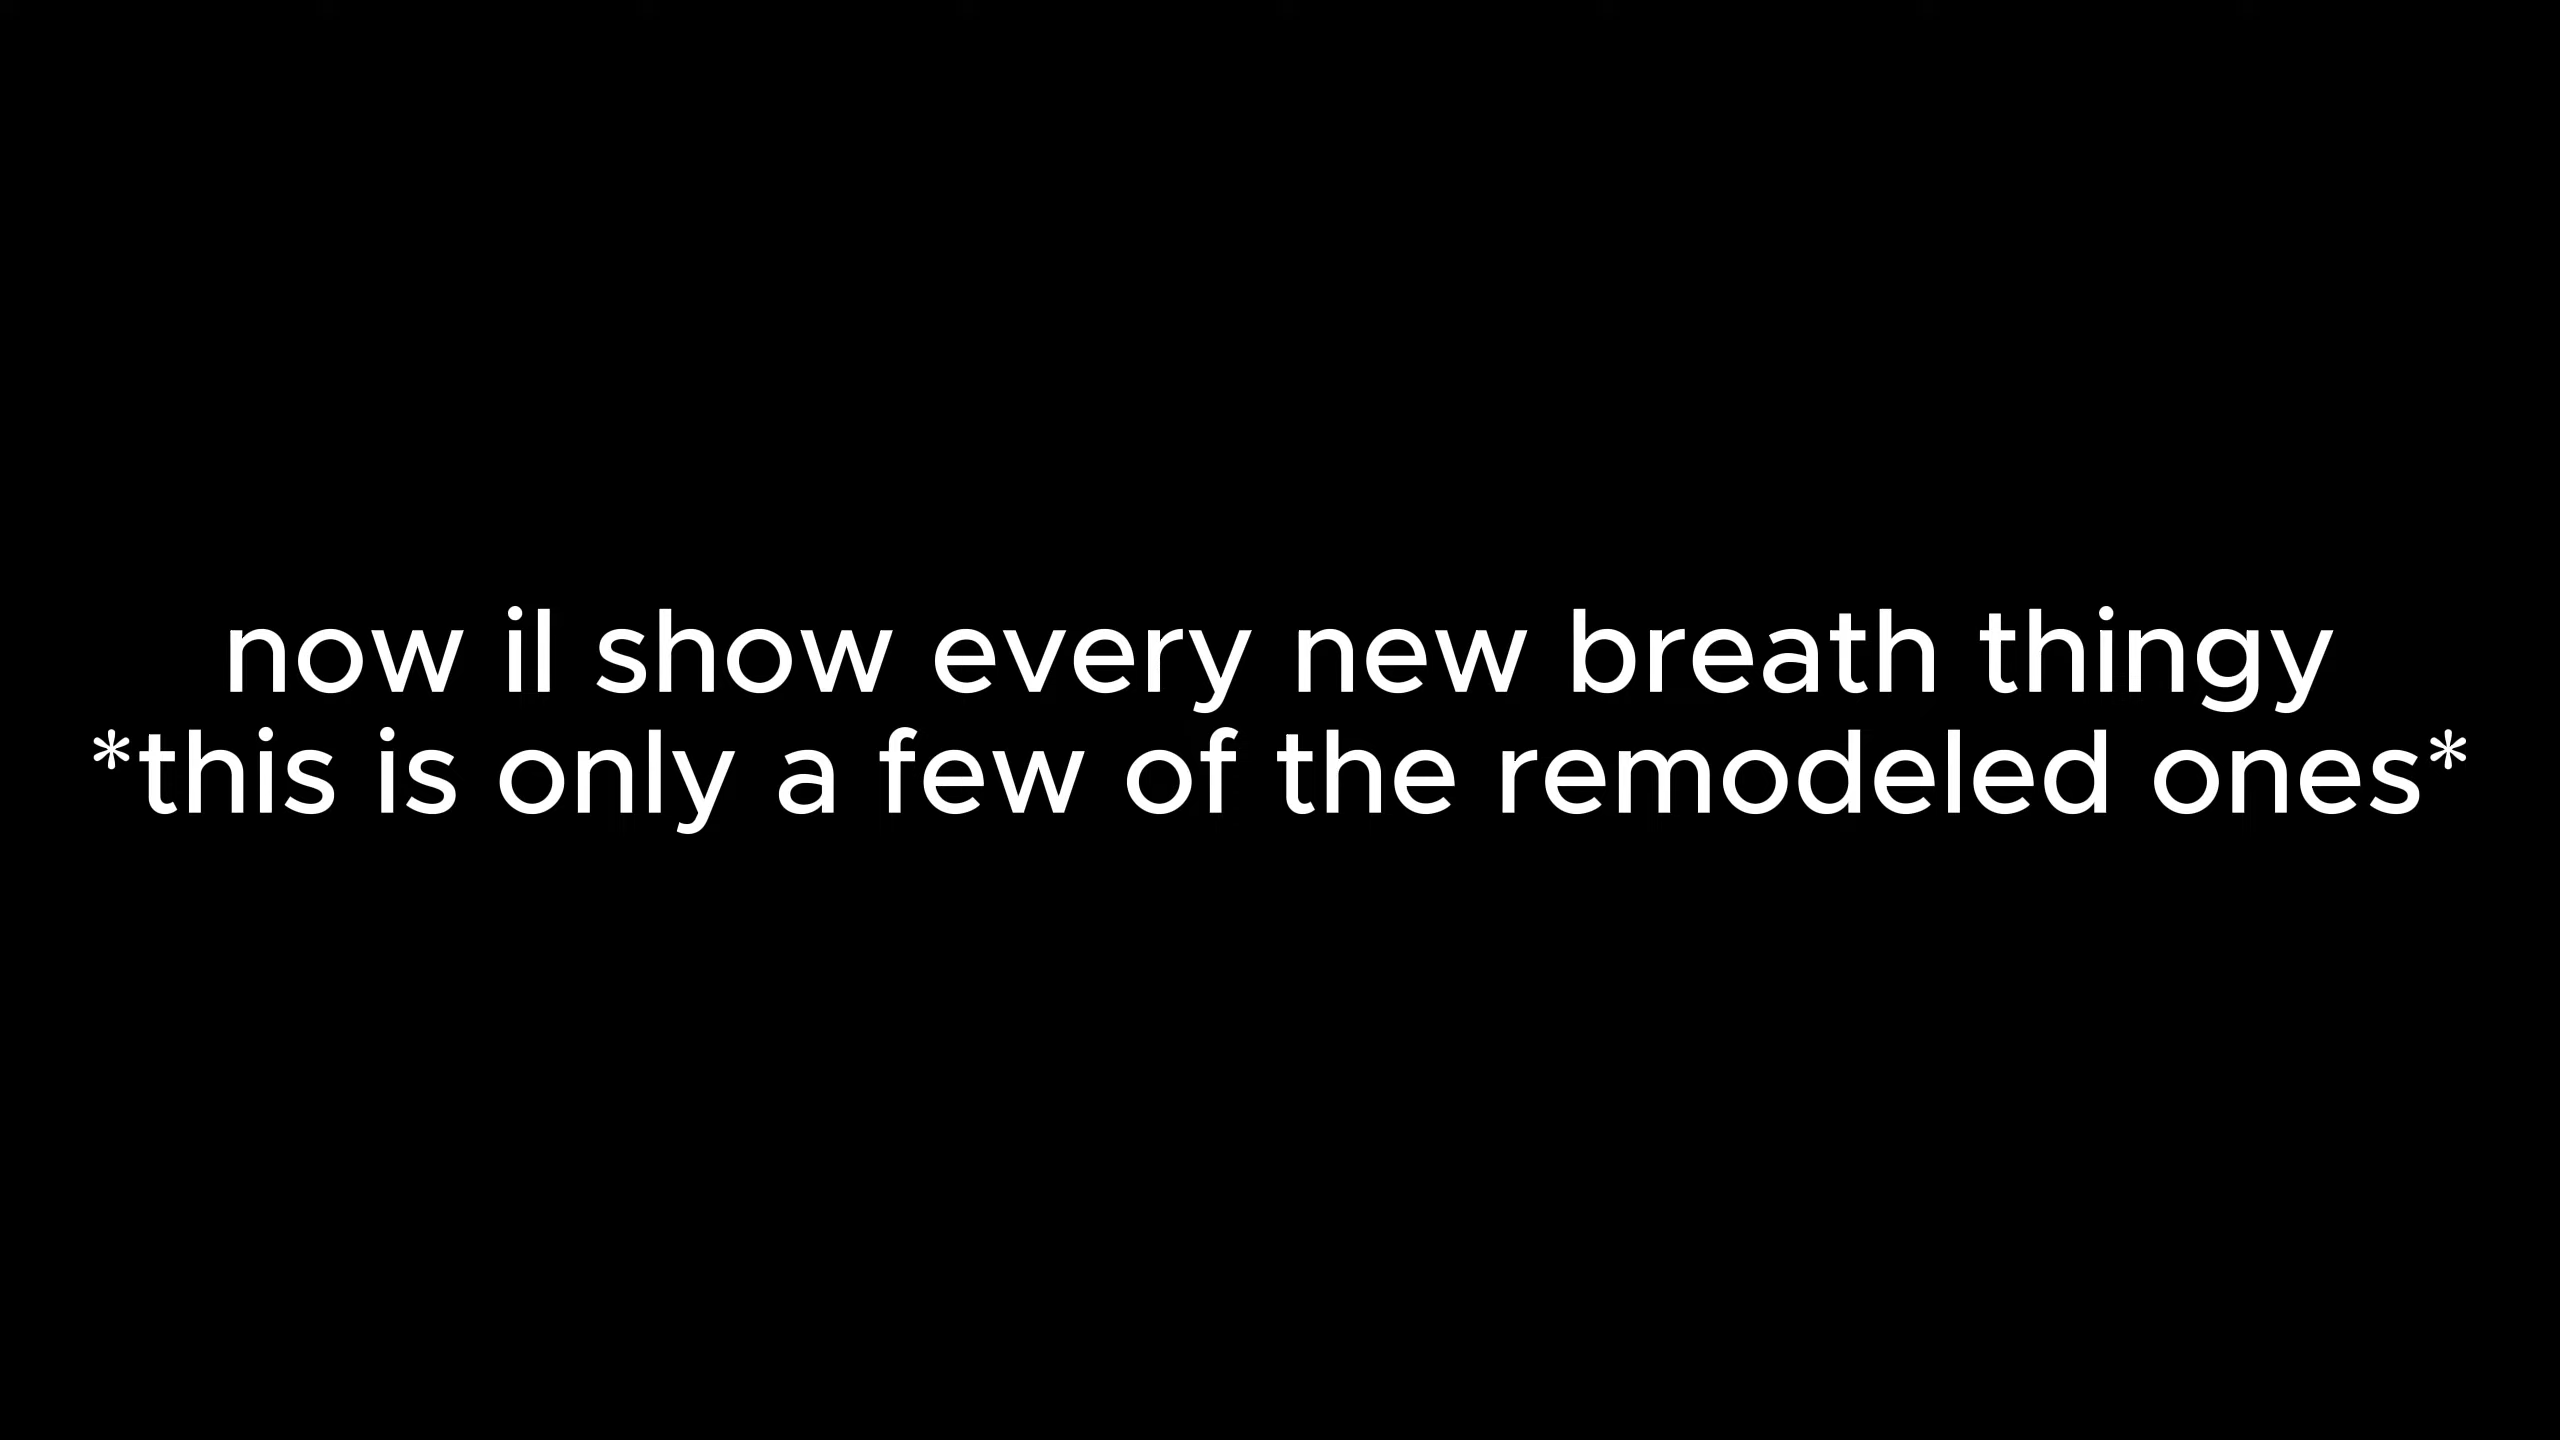 now il show every new breath thingy
*this is only a few of the remodeled ones*